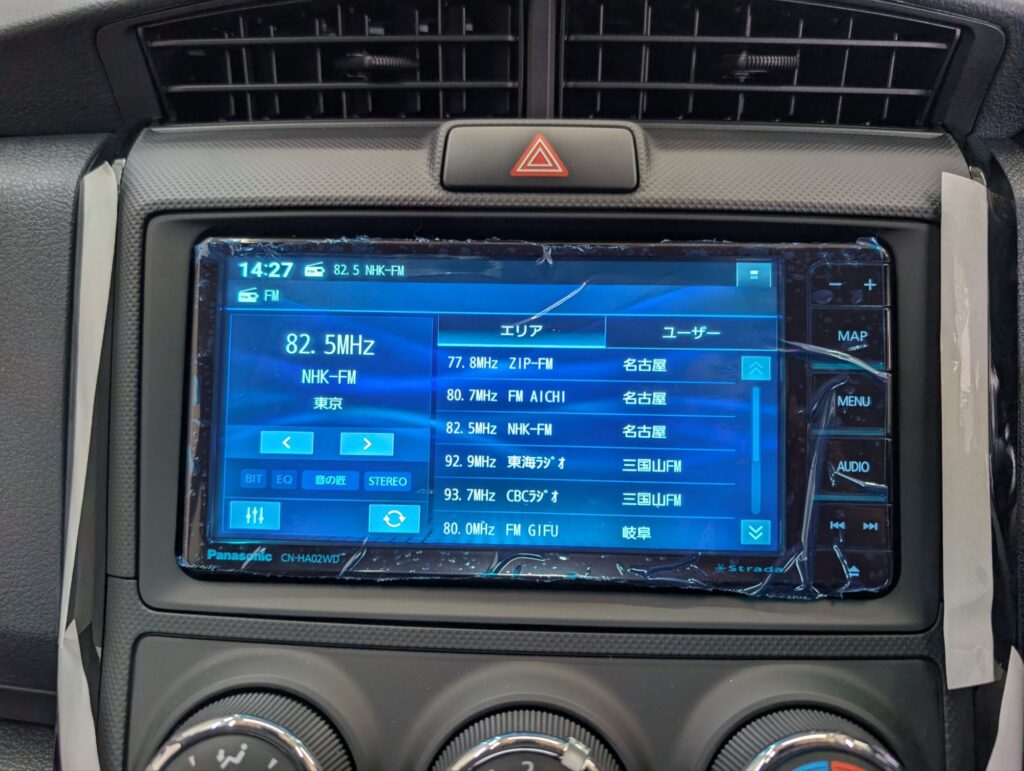 14:27 82.5 NHK-FM
FM
82.5MHz
NHK-FM
東京
BIT EQ 音の匠 STEREO
エリア ユーザー
77.8MHz ZIP-FM 名古屋
80.7MHz FM AICHI 名古屋
82.5MHz NHK-FM 名古屋
92.9MHz 東海ﾗｼﾞｵ 三国山FM
93.7MHz CBCﾗｼﾞｵ 三国山FM
80.0MHz FM GIFU 岐阜
− +
MAP
MENU
AUDIO
Panasonic CN-HA02WD
Strada